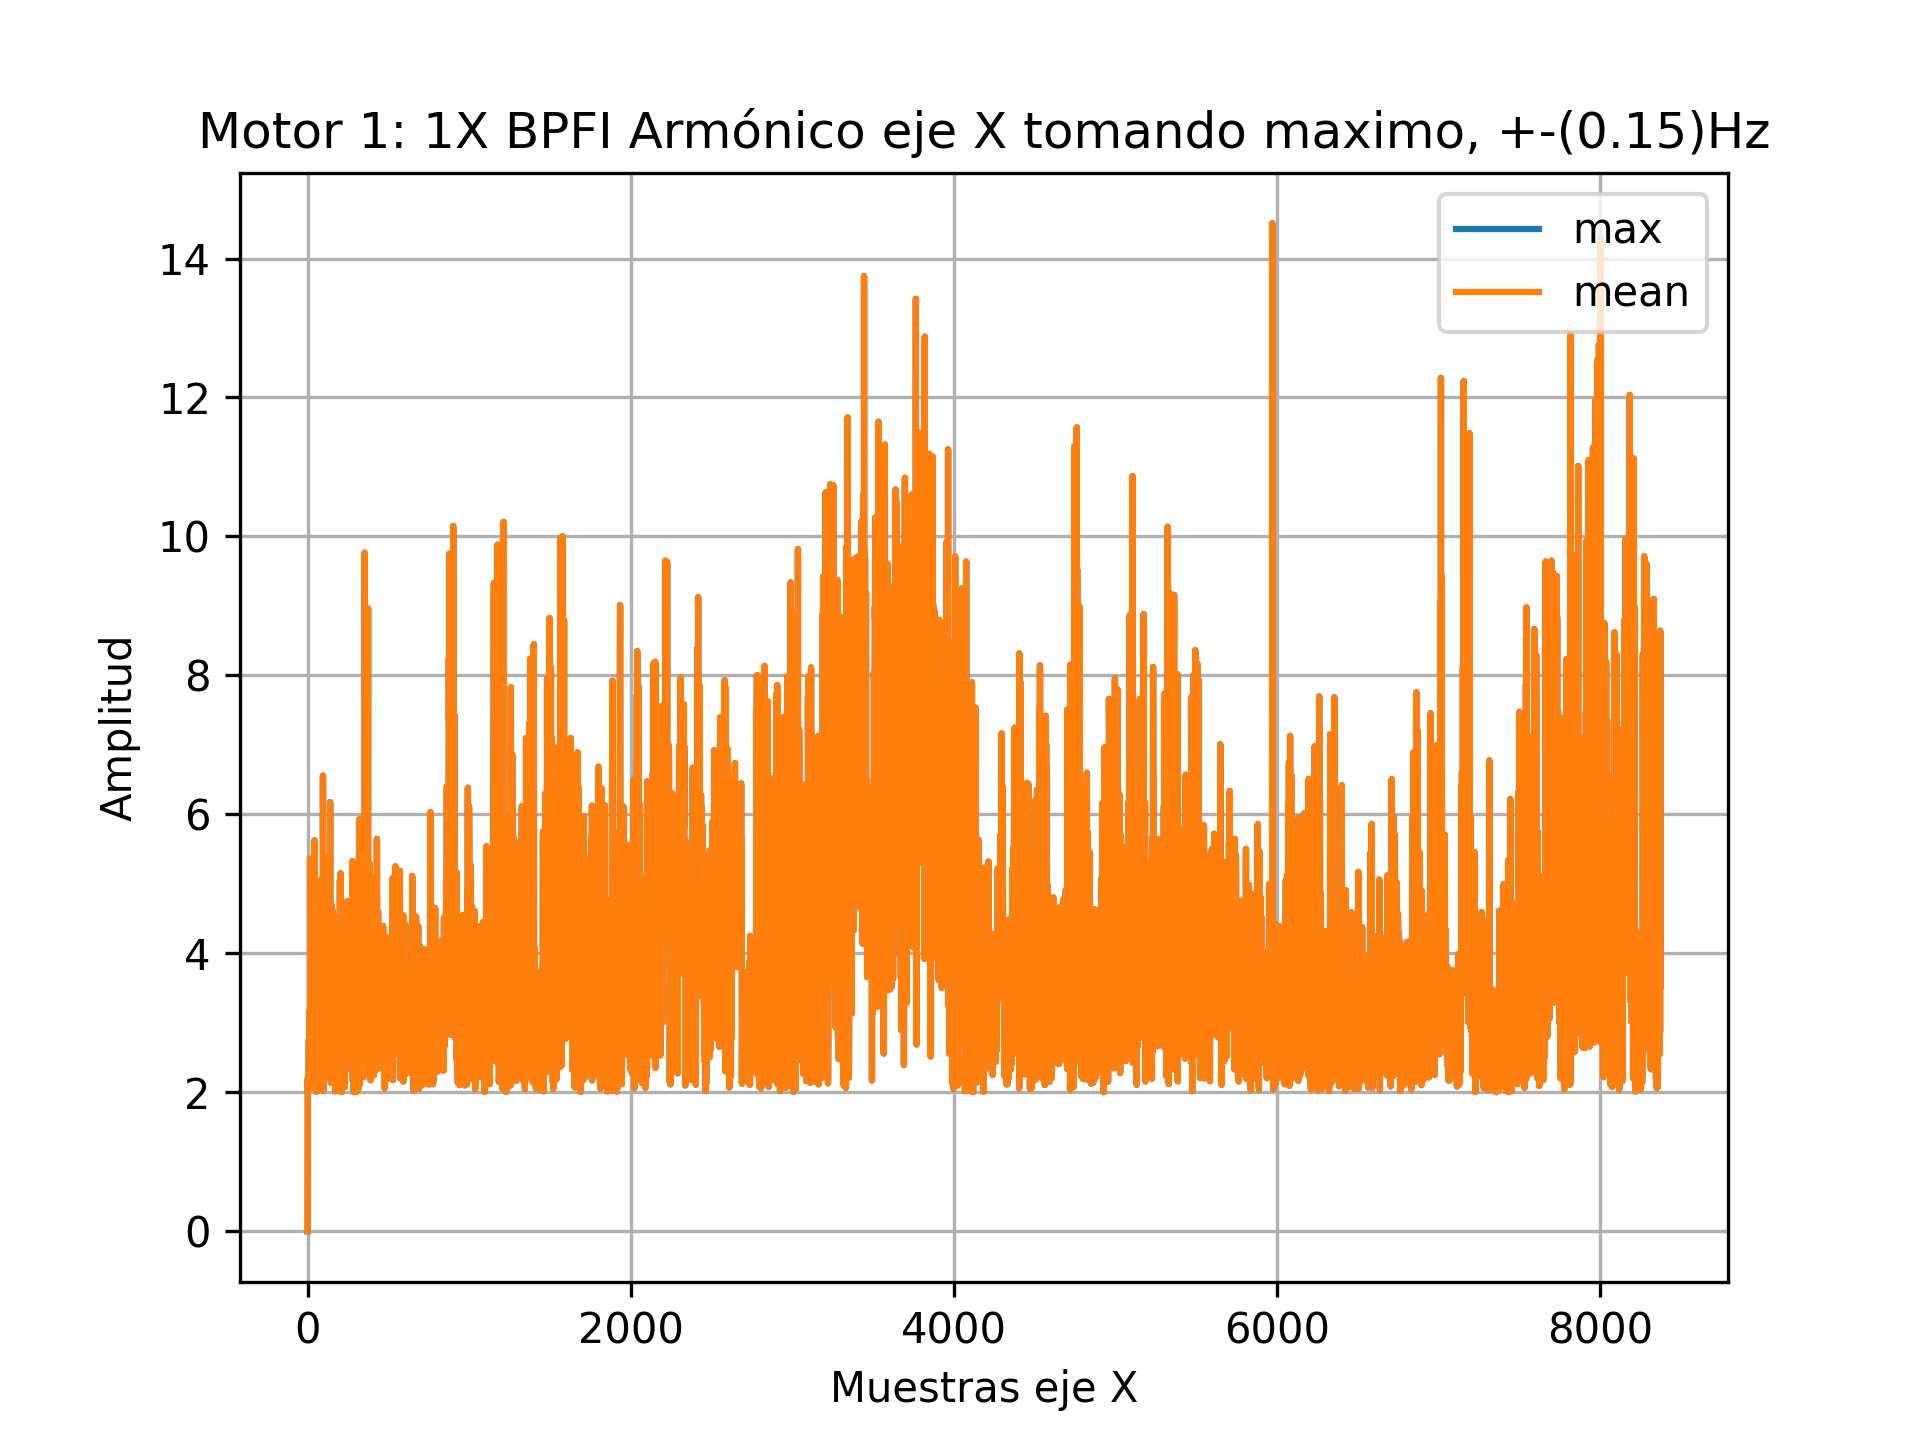 Motor 1: 1X BPFI Armónico eje X tomando maximo, +-(0.15)Hz
max
mean
14
12
10
8
6
4
2
0
Amplitud
0 2000 4000 6000 8000
Muestras eje X